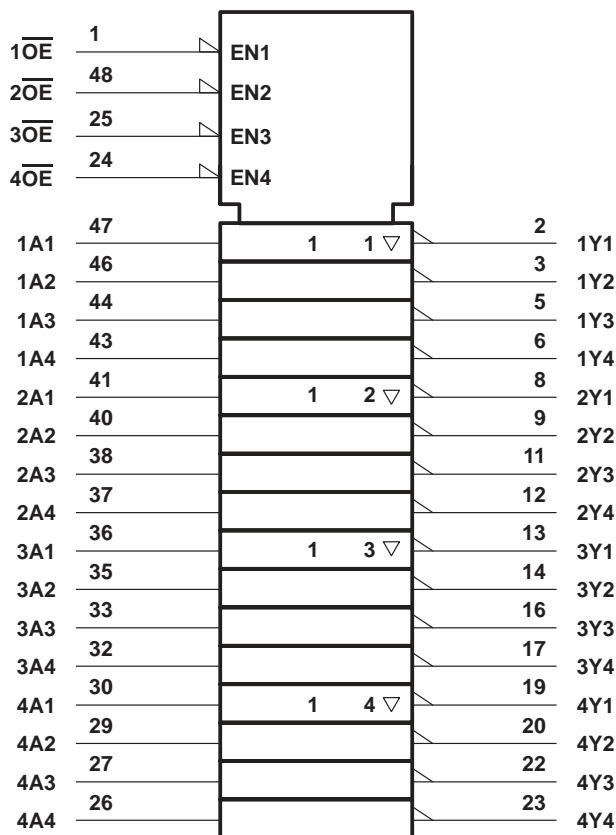 1O̅E̅ 1 EN1
2O̅E̅ 48 EN2
3O̅E̅ 25 EN3
4O̅E̅ 24 EN4
1A1 47 1 1 ▽ 2 1Y1
1A2 46 3 1Y2
1A3 44 5 1Y3
1A4 43 6 1Y4
2A1 41 1 2 ▽ 8 2Y1
2A2 40 9 2Y2
2A3 38 11 2Y3
2A4 37 12 2Y4
3A1 36 1 3 ▽ 13 3Y1
3A2 35 14 3Y2
3A3 33 16 3Y3
3A4 32 17 3Y4
4A1 30 1 4 ▽ 19 4Y1
4A2 29 20 4Y2
4A3 27 22 4Y3
4A4 26 23 4Y4